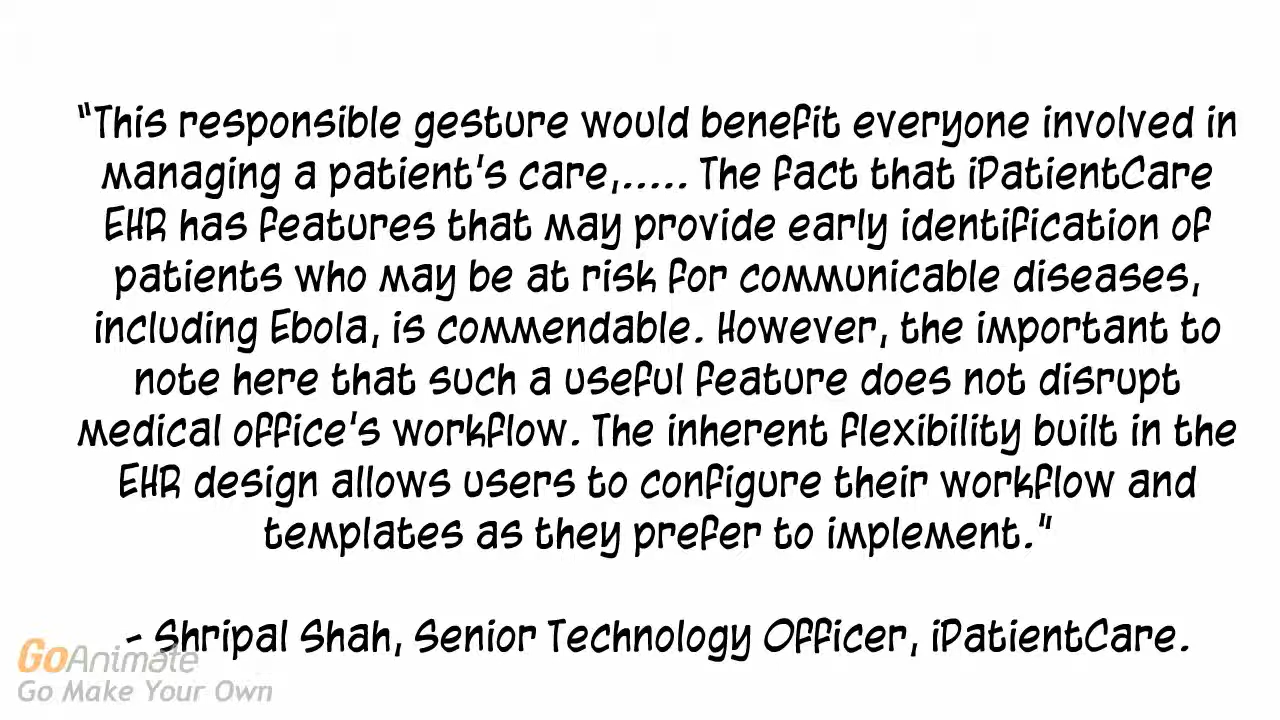 "This responsible gesture would benefit everyone involved in
managing a patient's care,..... The fact that iPatientCare
EHR has features that may provide early identification of
patients who may be at risk for communicable diseases,
including Ebola, is commendable. However, the important to
note here that such a useful feature does not disrupt
medical office's workflow. The inherent flexibility built in the
EHR design allows users to configure their workflow and
templates as they prefer to implement."
- Shripal Shah, Senior Technology Officer, iPatientCare.
GoAnimate
Go Make Your Own